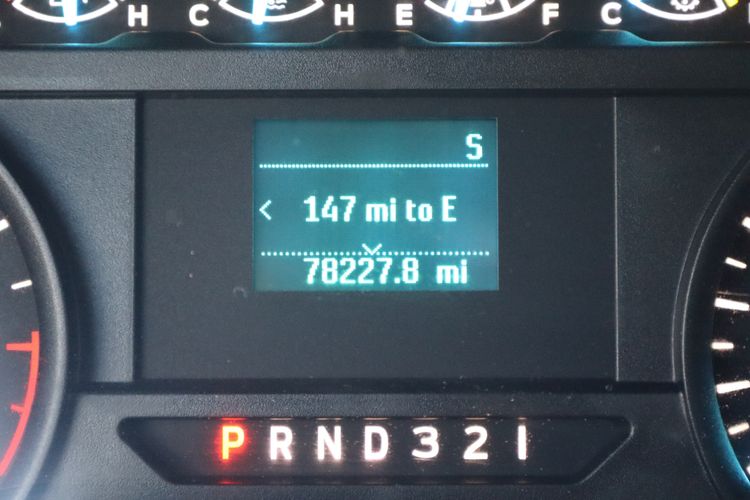 H C H E F C
S
< 147 mi to E
78227.8 mi
P R N D 3 2 1